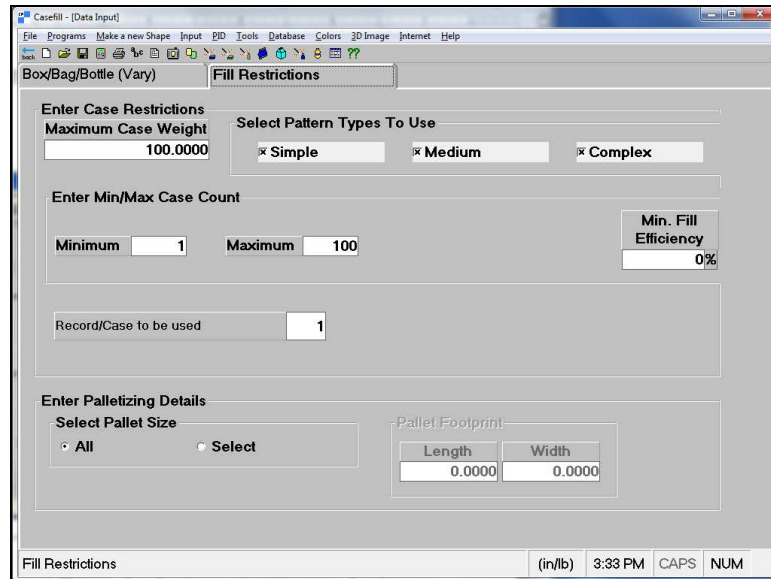 Casefill - [Data Input]
File Programs Make a new Shape Input PID Tools Database Colors 3D Image Internet Help
back
Box/Bag/Bottle (Vary) Fill Restrictions
Enter Case Restrictions
Maximum Case Weight Select Pattern Types To Use
100.0000 Simple Medium Complex
Enter Min/Max Case Count
Min. Fill
Minimum 1 Maximum 100 Efficiency
0%
Record/Case to be used 1
Enter Palletizing Details
Select Pallet Size Pallet Footprint
All Select Length Width
0.0000 0.0000
Fill Restrictions (in/lb) 3:33 PM CAPS NUM